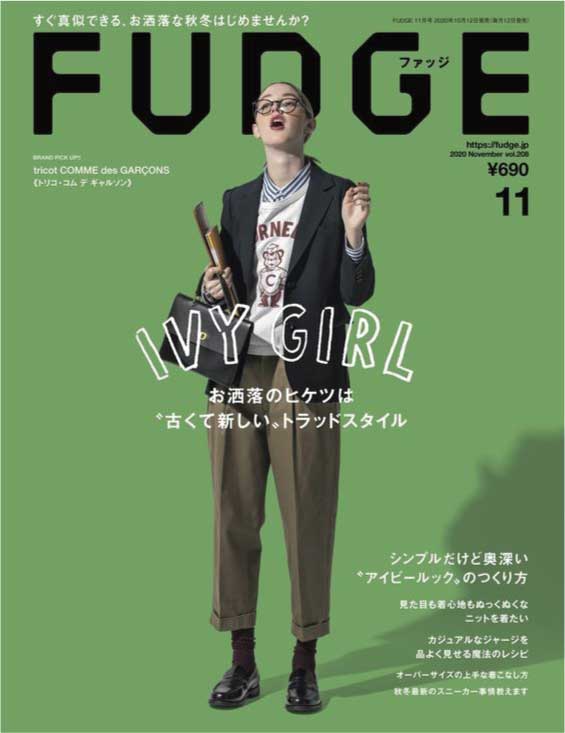 すぐ真似できる、お洒落な秋冬はじめませんか？
FUDGE 11月号 2020年10月12日発売(毎月12日発売)
FUDGE
ファッジ
https://fudge.jp
2020 November vol.208
¥690
11
BRAND PICK UP!!
tricot COMME des GARÇONS
《トリコ・コム デ ギャルソン》
ORNEL
C
IVY GIRL
お洒落のヒケツは
〝古くて新しい〟トラッドスタイル
シンプルだけど奥深い
〝アイビールック〟のつくり方
見た目も着心地もぬっくぬくな
ニットを着たい
カジュアルなジャージを
品よく見せる魔法のレシピ
オーバーサイズの上手な着こなし方
秋冬最新のスニーカー事情教えます